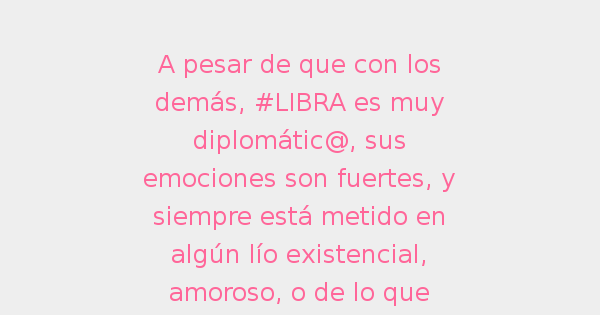 A pesar de que con los
demás, #LIBRA es muy
diplomátic@, sus
emociones son fuertes, y
siempre está metido en
algún lío existencial,
amoroso, o de lo que